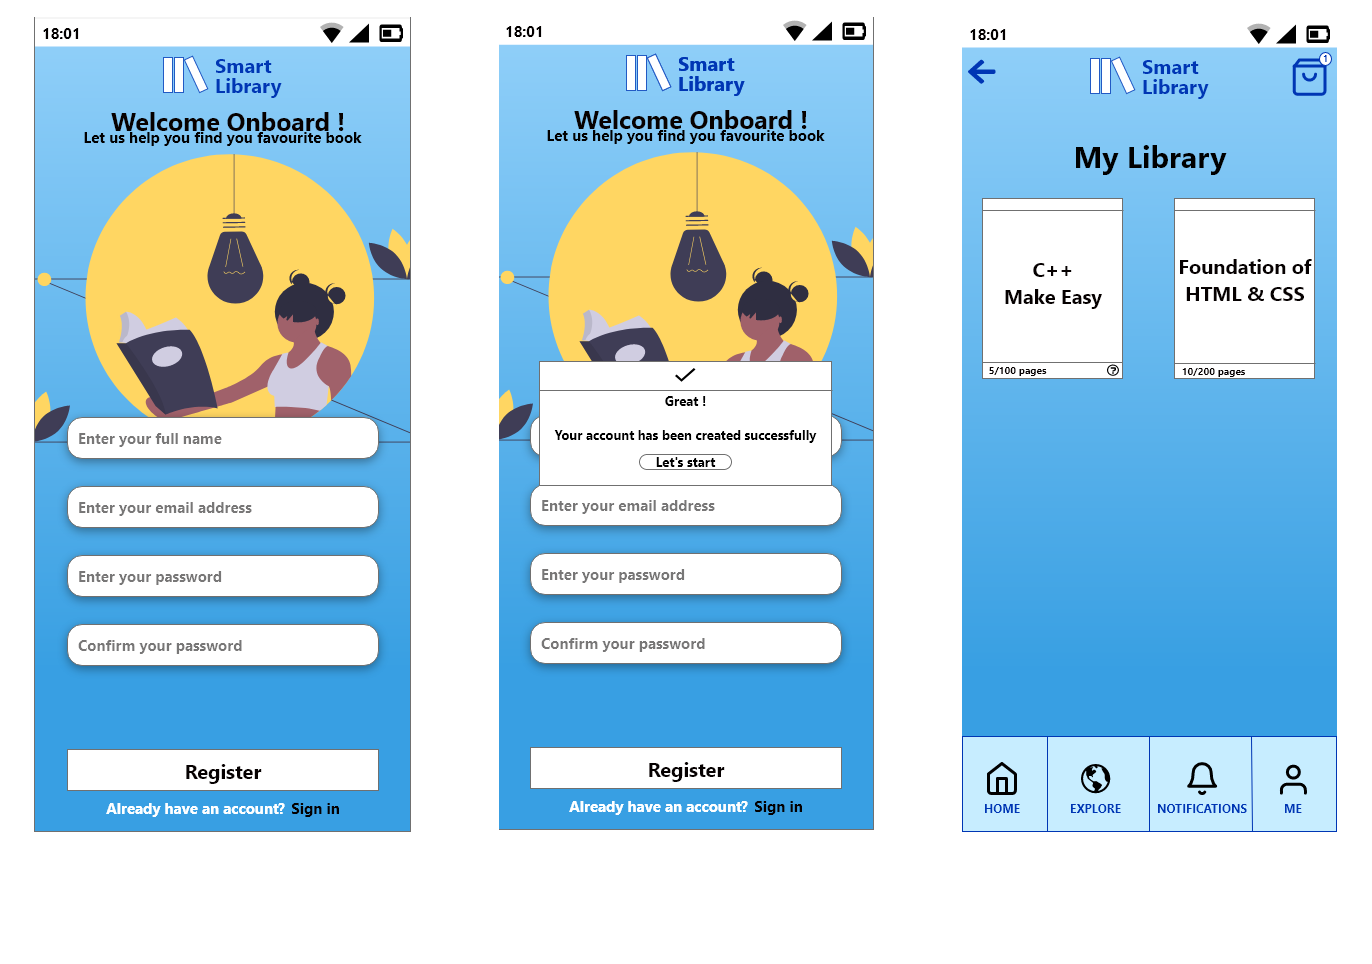 18:01
Smart
Library
Welcome Onboard !
Let us help you find you favourite book
Enter your full name
Enter your email address
Enter your password
Confirm your password
Register
Already have an account? Sign in
18:01
Smart
Library
Welcome Onboard !
Let us help you find you favourite book
Great !
Your account has been created successfully
Let's start
Enter your email address
Enter your password
Confirm your password
Register
Already have an account? Sign in
18:01
Smart
Library
1
My Library
C++
Make Easy
5/100 pages
?
Foundation of
HTML & CSS
10/200 pages
HOME
EXPLORE
NOTIFICATIONS
ME